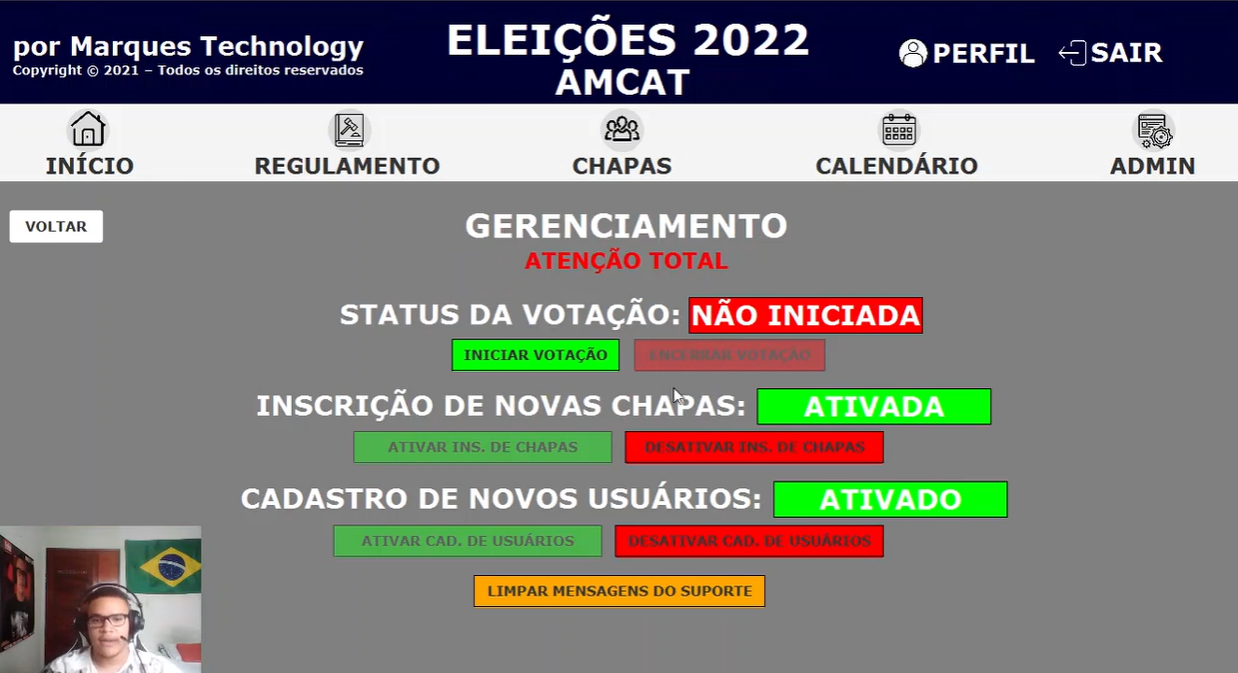 por Marques Technology
Copyright © 2021 – Todos os direitos reservados
ELEIÇÕES 2022
AMCAT
PERFIL
SAIR
INÍCIO
REGULAMENTO
CHAPAS
CALENDÁRIO
ADMIN
VOLTAR
GERENCIAMENTO
ATENÇÃO TOTAL
STATUS DA VOTAÇÃO: NÃO INICIADA
INICIAR VOTAÇÃO
ENCERRAR VOTAÇÃO
INSCRIÇÃO DE NOVAS CHAPAS: ATIVADA
ATIVAR INS. DE CHAPAS
DESATIVAR INS. DE CHAPAS
CADASTRO DE NOVOS USUÁRIOS: ATIVADO
ATIVAR CAD. DE USUÁRIOS
DESATIVAR CAD. DE USUÁRIOS
LIMPAR MENSAGENS DO SUPORTE